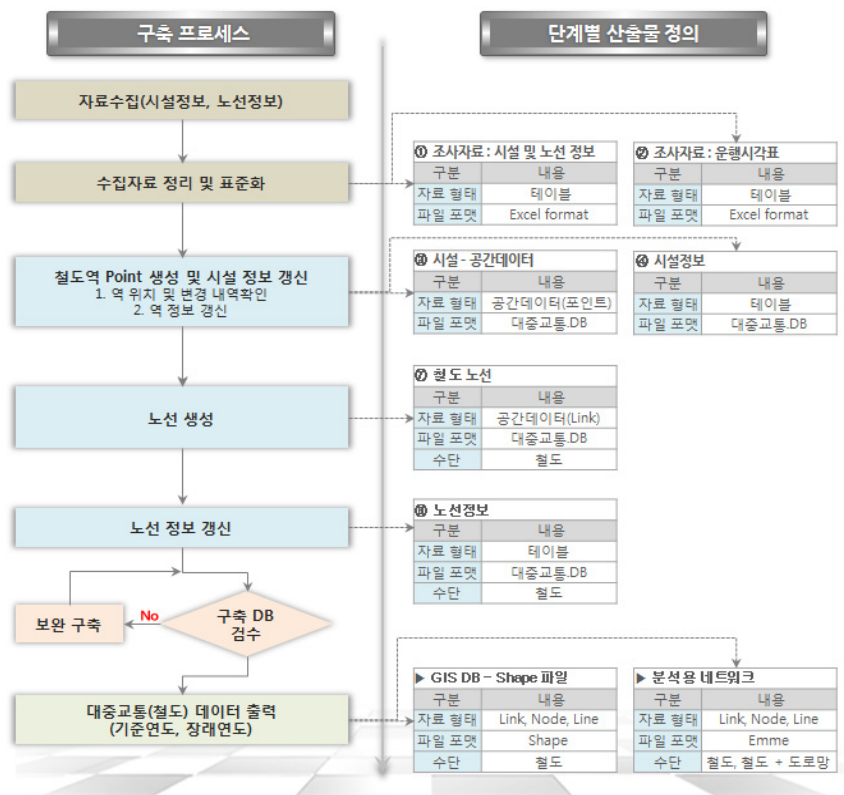 구축 프로세스
단계별 산출물 정의
자료수집(시설정보, 노선정보)
수집자료 정리 및 표준화
① 조사자료 : 시설 및 노선 정보
구분 내용
자료 형태 테이블
파일 포맷 Excel format
② 조사자료 : 운행시각표
구분 내용
자료 형태 테이블
파일 포맷 Excel format
철도역 Point 생성 및 시설 정보 갱신
1. 역 위치 및 변경 내역확인
2. 역 정보 갱신
⑬ 시설 - 공간데이터
구분 내용
자료 형태 공간데이터(포인트)
파일 포맷 대중교통.DB
④ 시설정보
구분 내용
자료 형태 테이블
파일 포맷 대중교통.DB
노선 생성
⑦ 철도 노선
구분 내용
자료 형태 공간데이터(Link)
파일 포맷 대중교통.DB
수단 철도
노선 정보 갱신
노선정보
구분 내용
자료 형태 테이블
파일 포맷 대중교통.DB
수단 철도
보완 구축
No
구축 DB
검수
대중교통(철도) 데이터 출력
(기준연도, 장래연도)
▶ GIS DB – Shape 파일
구분 내용
자료 형태 Link, Node, Line
파일 포맷 Shape
수단 철도
▶ 분석용 네트워크
구분 내용
자료 형태 Link, Node, Line
파일 포맷 Emme
수단 철도, 철도 + 도로망